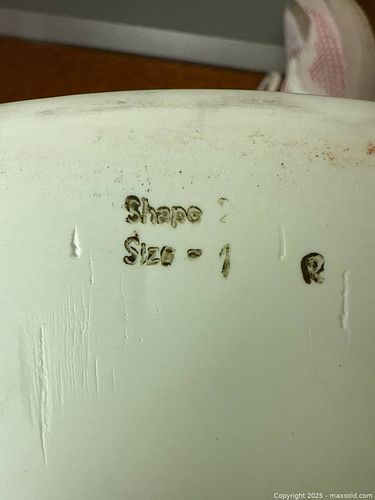 Shape
Size - 1
R
Copyright 2025 - maxsold.com